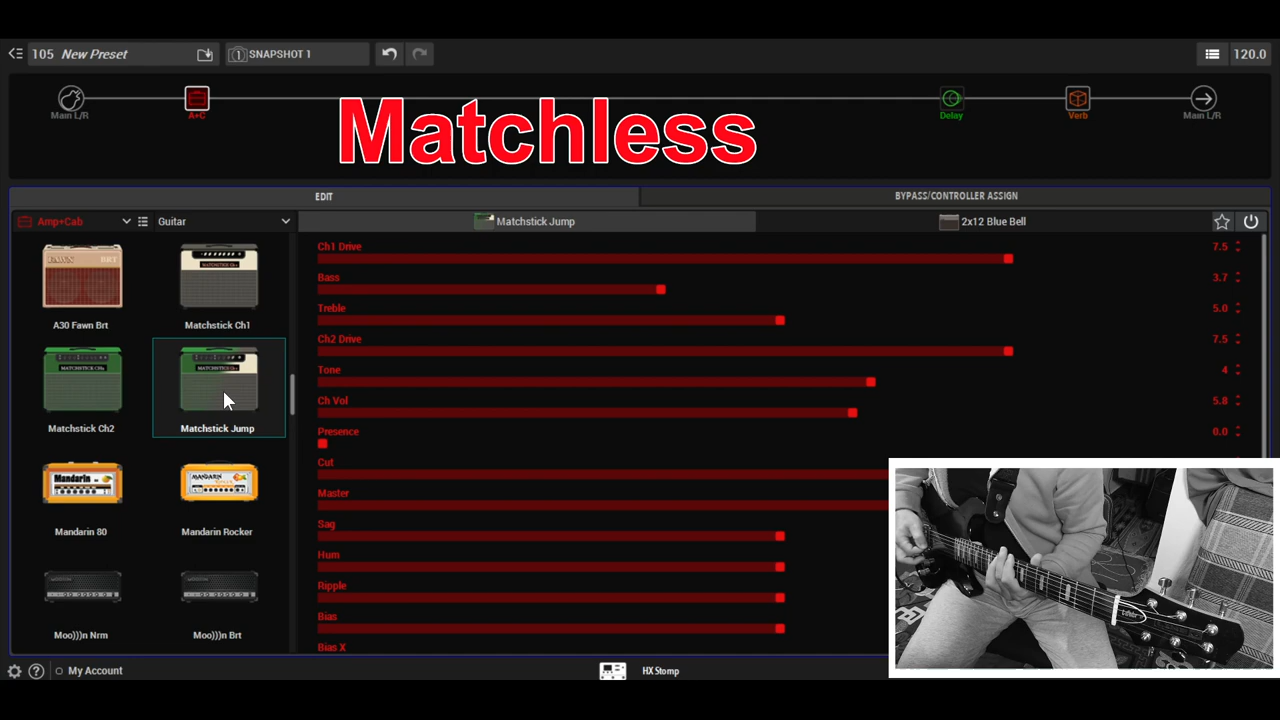 105 New Preset
1 SNAPSHOT 1
120.0
Main L/R
A+C
Delay
Verb
Main L/R
Matchless
EDIT
BYPASS/CONTROLLER ASSIGN
Amp+Cab
Guitar
Matchstick Jump
2x12 Blue Bell
A30 Fawn Brt
Matchstick Ch1
Matchstick Ch2
Matchstick Jump
Mandarin 80
Mandarin Rocker
Moo)))n Nrm
Moo)))n Brt
Ch1 Drive 7.5
Bass 3.7
Treble 5.0
Ch2 Drive 7.5
Tone 4
Ch Vol 5.8
Presence 0.0
Cut
Master
Sag
Hum
Ripple
Bias
Bias X
? My Account
HX Stomp